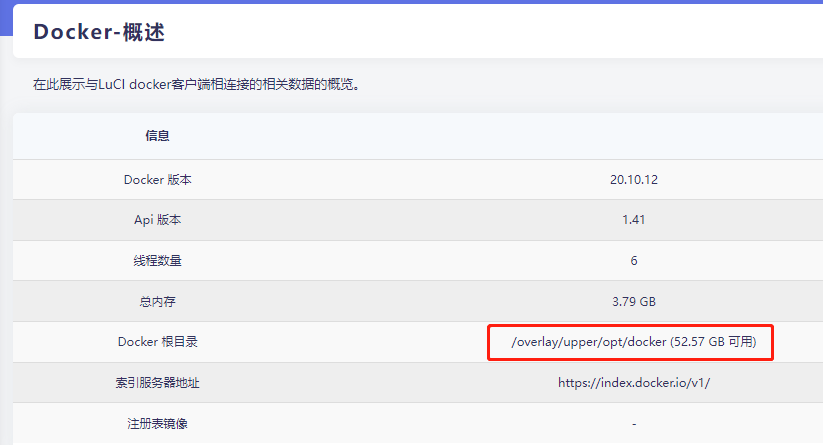 Docker-概述
在此展示与LuCI docker客户端相连接的相关数据的概览。
信息
Docker 版本 20.10.12
Api 版本 1.41
线程数量 6
总内存 3.79 GB
Docker 根目录 /overlay/upper/opt/docker (52.57 GB 可用)
索引服务器地址 https://index.docker.io/v1/
注册表镜像 -